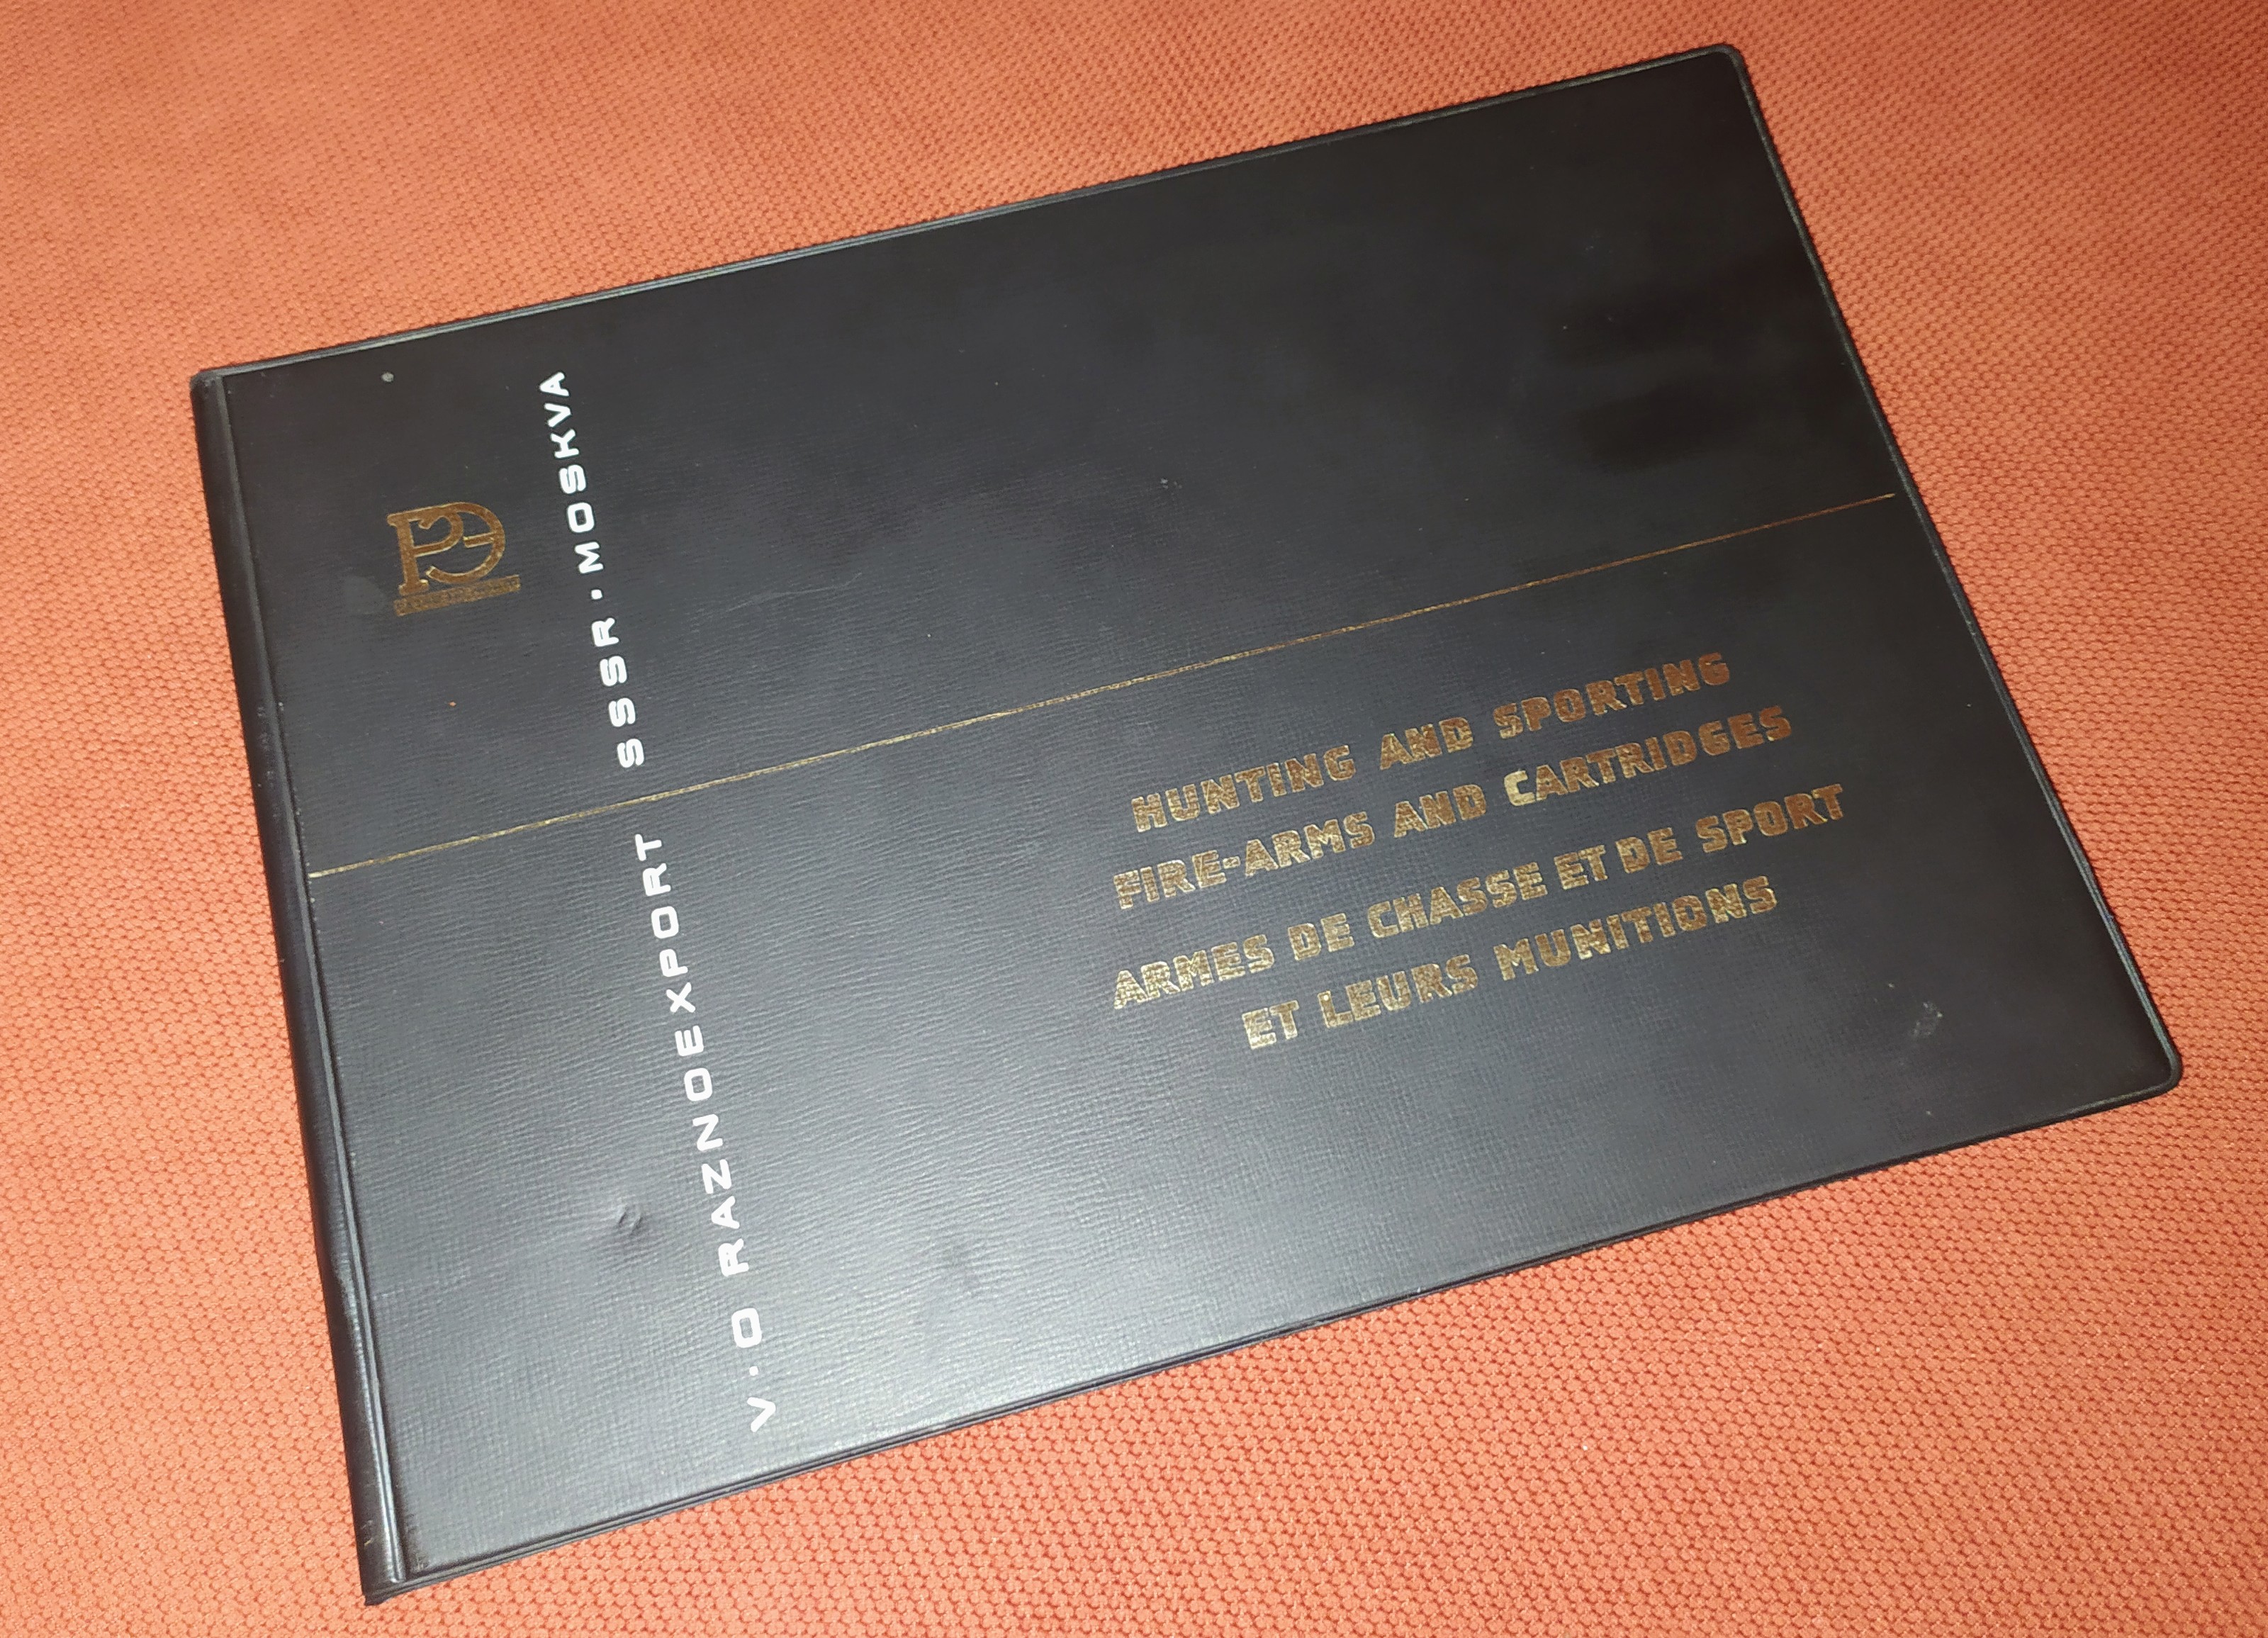 РЭ
V·O RAZNOEXPORT SSSR·MOSKVA
HUNTING AND SPORTING
FIRE-ARMS AND CARTRIDGES
ARMES DE CHASSE ET DE SPORT
ET LEURS MUNITIONS